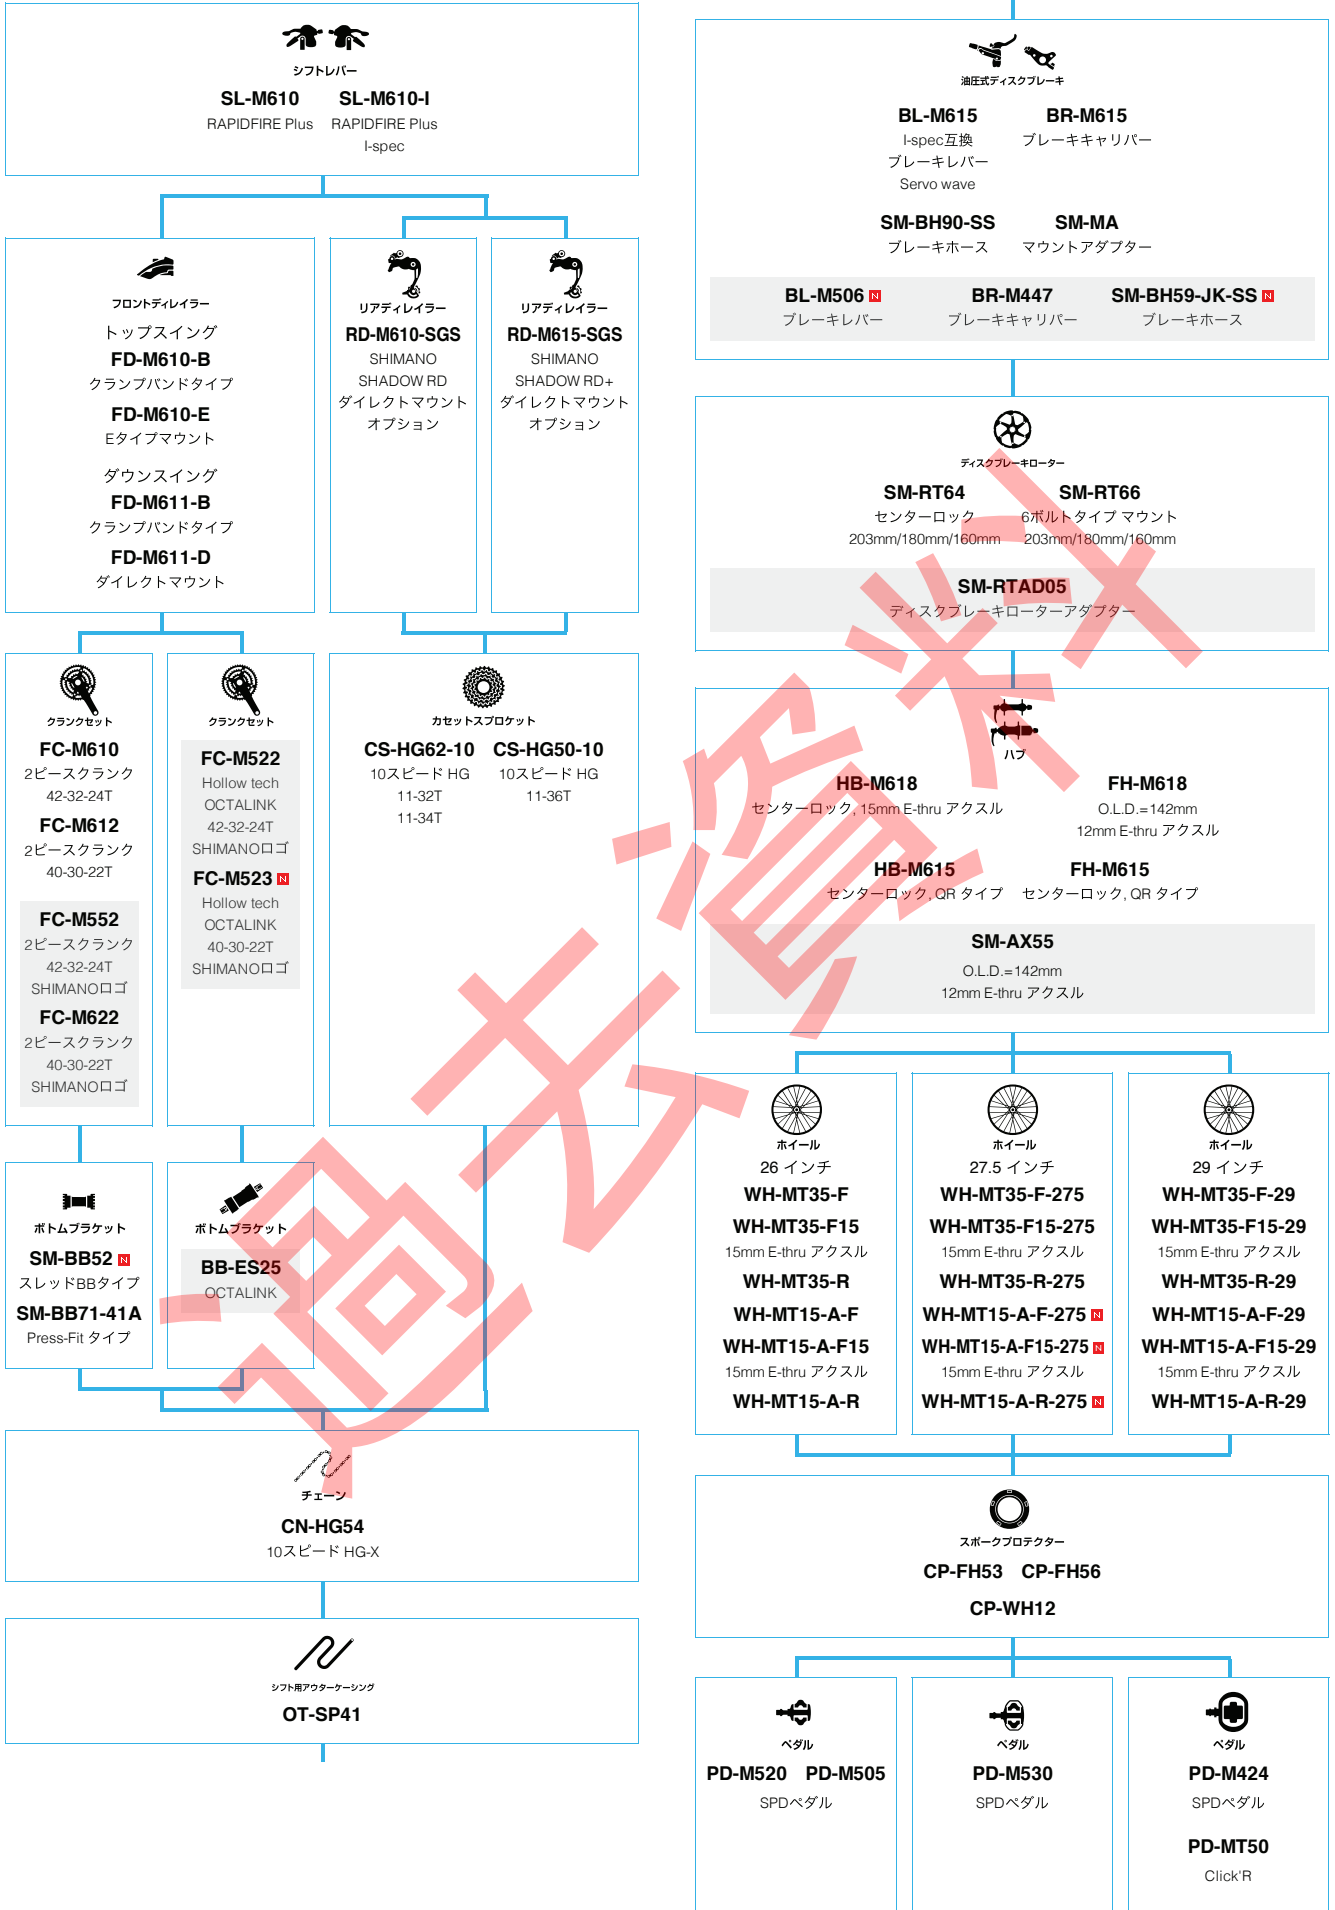 シフトレバー
SL-M610 SL-M610-I
RAPIDFIRE Plus RAPIDFIRE Plus
I-spec
フロントディレイラー
トップスイング
FD-M610-B
クランプバンドタイプ
FD-M610-E
Eタイプマウント
ダウンスイング
FD-M611-B
クランプバンドタイプ
FD-M611-D
ダイレクトマウント
リアディレイラー
RD-M610-SGS
SHIMANO
SHADOW RD
ダイレクトマウント
オプション
リアディレイラー
RD-M615-SGS
SHIMANO
SHADOW RD+
ダイレクトマウント
オプション
クランクセット
FC-M610
2ピースクランク
42-32-24T
FC-M612
2ピースクランク
40-30-22T
FC-M552
2ピースクランク
42-32-24T
SHIMANOロゴ
FC-M622
2ピースクランク
40-30-22T
SHIMANOロゴ
クランクセット
FC-M522
Hollow tech
OCTALINK
42-32-24T
SHIMANOロゴ
FC-M523 N
Hollow tech
OCTALINK
40-30-22T
SHIMANOロゴ
カセットスプロケット
CS-HG62-10 CS-HG50-10
10スピード HG 10スピード HG
11-32T 11-36T
11-34T
ボトムブラケット
SM-BB52 N
スレッドBBタイプ
SM-BB71-41A
Press-Fit タイプ
ボトムブラケット
BB-ES25
OCTALINK
チェーン
CN-HG54
10スピード HG-X
シフト用アウターケーシング
OT-SP41
油圧式ディスクブレーキ
BL-M615 BR-M615
I-spec互換 ブレーキキャリパー
ブレーキレバー
Servo wave
SM-BH90-SS SM-MA
ブレーキホース マウントアダプター
BL-M506 N BR-M447 SM-BH59-JK-SS N
ブレーキレバー ブレーキキャリパー ブレーキホース
ディスクブレーキローター
SM-RT64 SM-RT66
センターロック 6ボルトタイプ マウント
203mm/180mm/160mm 203mm/180mm/160mm
SM-RTAD05
ディスクブレーキローターアダプター
ハブ
HB-M618 FH-M618
センターロック, 15mm E-thru アクスル O.L.D.=142mm
12mm E-thru アクスル
HB-M615 FH-M615
センターロック, QR タイプ センターロック, QR タイプ
SM-AX55
O.L.D.=142mm
12mm E-thru アクスル
ホイール
26 インチ
WH-MT35-F
WH-MT35-F15
15mm E-thru アクスル
WH-MT35-R
WH-MT15-A-F
WH-MT15-A-F15
15mm E-thru アクスル
WH-MT15-A-R
ホイール
27.5 インチ
WH-MT35-F-275
WH-MT35-F15-275
15mm E-thru アクスル
WH-MT35-R-275
WH-MT15-A-F-275 N
WH-MT15-A-F15-275 N
15mm E-thru アクスル
WH-MT15-A-R-275 N
ホイール
29 インチ
WH-MT35-F-29
WH-MT35-F15-29
15mm E-thru アクスル
WH-MT35-R-29
WH-MT15-A-F-29
WH-MT15-A-F15-29
15mm E-thru アクスル
WH-MT15-A-R-29
スポークプロテクター
CP-FH53 CP-FH56
CP-WH12
ペダル
PD-M520 PD-M505
SPDペダル
ペダル
PD-M530
SPDペダル
ペダル
PD-M424
SPDペダル
PD-MT50
Click'R
過去資料